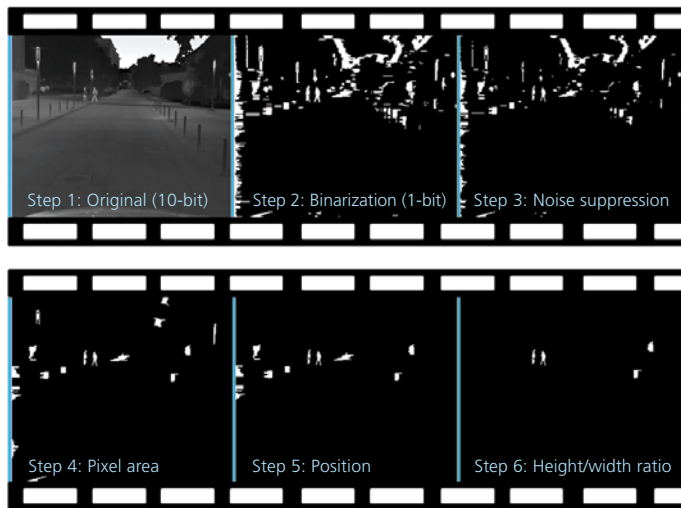 Step 1: Original (10-bit)
Step 2: Binarization (1-bit)
Step 3: Noise suppression
Step 4: Pixel area
Step 5: Position
Step 6: Height/width ratio